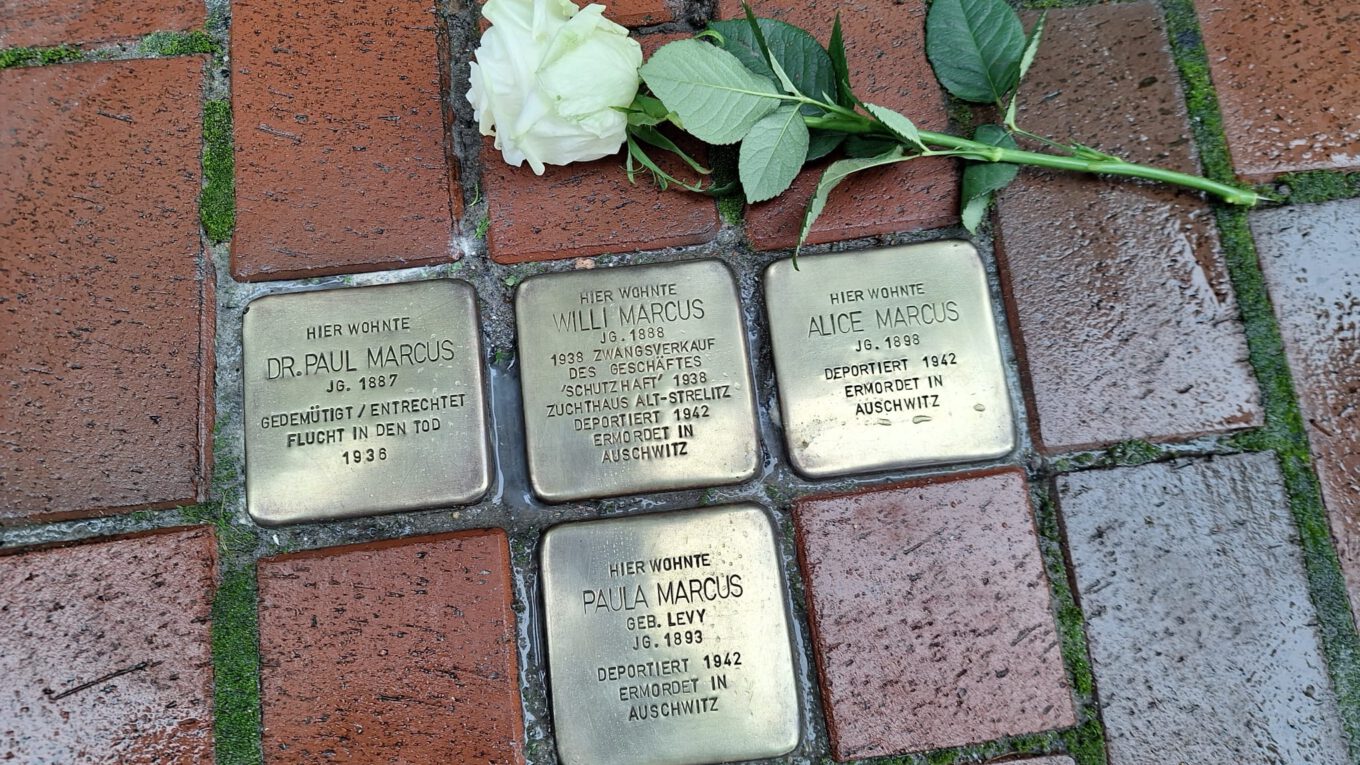 HIER WOHNTE
DR. PAUL MARCUS
JG. 1887
GEDEMÜTIGT / ENTRECHTET
FLUCHT IN DEN TOD
1936
HIER WOHNTE
WILLI MARCUS
JG. 1888
1938 ZWANGSVERKAUF
DES GESCHÄFTES
'SCHUTZHAFT' 1938
ZUCHTHAUS ALT-STRELITZ
DEPORTIERT 1942
ERMORDET IN
AUSCHWITZ
HIER WOHNTE
ALICE MARCUS
JG. 1898
DEPORTIERT 1942
ERMORDET IN
AUSCHWITZ
HIER WOHNTE
PAULA MARCUS
GEB. LEVY
JG. 1893
DEPORTIERT 1942
ERMORDET IN
AUSCHWITZ